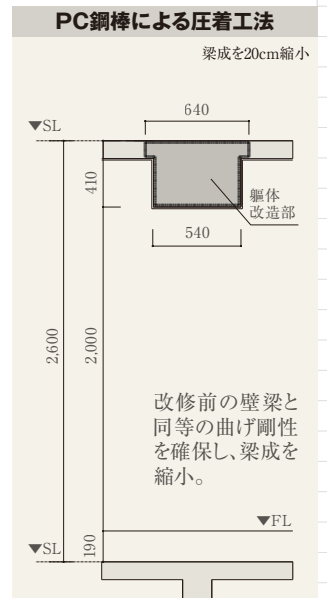 PC鋼棒による圧着工法
梁成を20cm縮小
640
▼SL
410
躯体
改造部
540
2,600
2,000
改修前の壁梁と
同等の曲げ剛性
を確保し、梁成を
縮小。
▼FL
▼SL
190